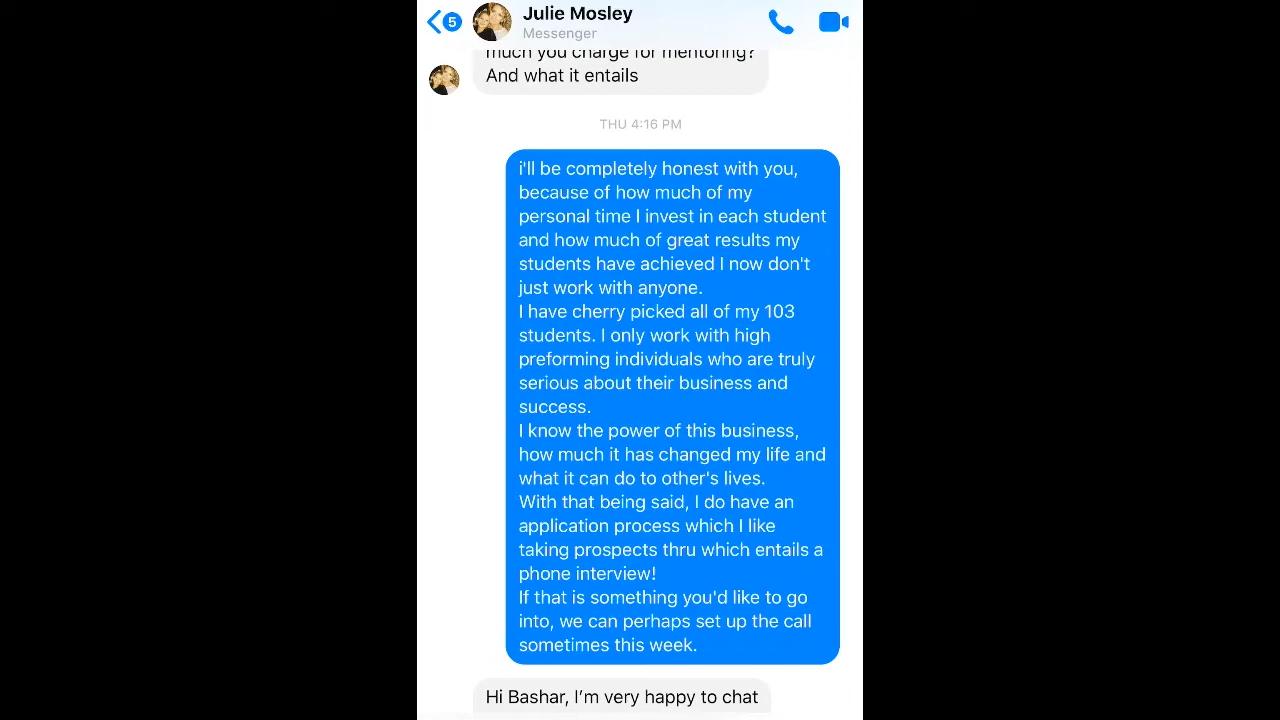 5
Julie Mosley
Messenger
much you charge for mentoring?
And what it entails
THU 4:16 PM
i'll be completely honest with you,
because of how much of my
personal time I invest in each student
and how much of great results my
students have achieved I now don't
just work with anyone.
I have cherry picked all of my 103
students. I only work with high
preforming individuals who are truly
serious about their business and
success.
I know the power of this business,
how much it has changed my life and
what it can do to other's lives.
With that being said, I do have an
application process which I like
taking prospects thru which entails a
phone interview!
If that is something you'd like to go
into, we can perhaps set up the call
sometimes this week.
Hi Bashar, I’m very happy to chat